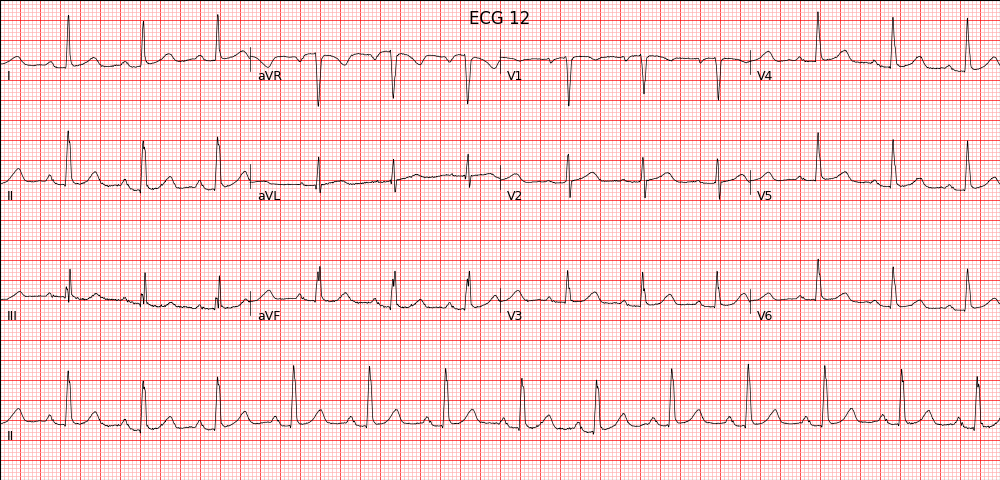 ECG 12
I aVR V1 V4
II aVL V2 V5
III aVF V3 V6
II